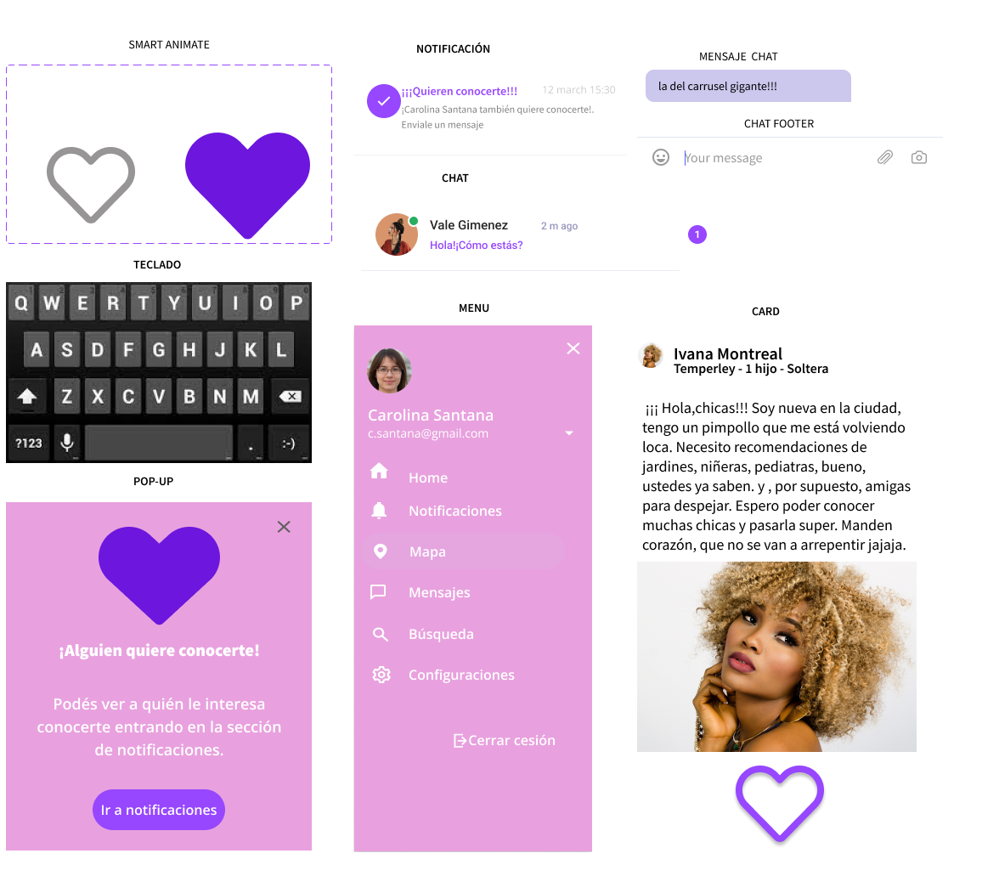 SMART ANIMATE
TECLADO
Q W E R T Y U I O P
A S D F G H J K L
Z X C V B N M
?123 . :-)
POP-UP
¡Alguien quiere conocerte!
Podés ver a quién le interesa
conocerte entrando en la sección
de notificaciones.
Ir a notificaciones
NOTIFICACIÓN
¡¡¡Quieren conocerte!!! 12 march 15:30
¡Carolina Santana también quiere conocerte!.
Enviale un mensaje
CHAT
Vale Gimenez 2 m ago
Hola!¡Cómo estás?
1
MENU
Carolina Santana
c.santana@gmail.com
Home
Notificaciones
Mapa
Mensajes
Búsqueda
Configuraciones
Cerrar cesión
MENSAJE CHAT
la del carrusel gigante!!!
CHAT FOOTER
Your message
CARD
Ivana Montreal
Temperley - 1 hijo - Soltera
¡¡¡ Hola,chicas!!! Soy nueva en la ciudad,
tengo un pimpollo que me está volviendo
loca. Necesito recomendaciones de
jardines, niñeras, pediatras, bueno,
ustedes ya saben. y , por supuesto, amigas
para despejar. Espero poder conocer
muchas chicas y pasarla super. Manden
corazón, que no se van a arrepentir jajaja.